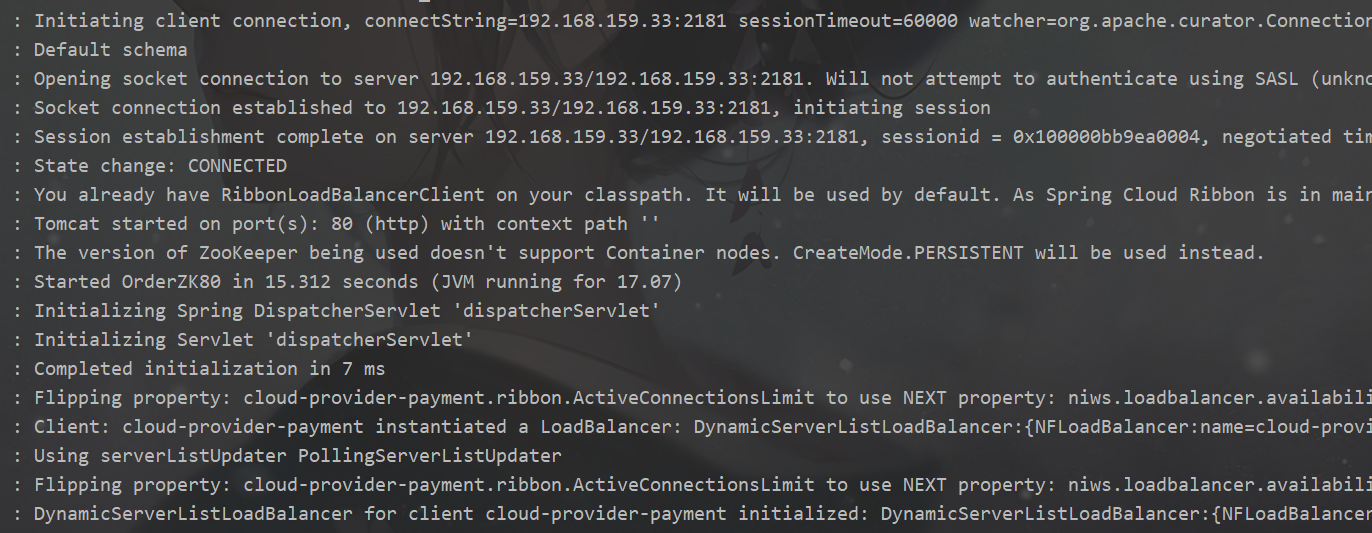 : Initiating client connection, connectString=192.168.159.33:2181 sessionTimeout=60000 watcher=org.apache.curator.Connection
: Default schema
: Opening socket connection to server 192.168.159.33/192.168.159.33:2181. Will not attempt to authenticate using SASL (unkno
: Socket connection established to 192.168.159.33/192.168.159.33:2181, initiating session
: Session establishment complete on server 192.168.159.33/192.168.159.33:2181, sessionid = 0x100000bb9ea0004, negotiated tim
: State change: CONNECTED
: You already have RibbonLoadBalancerClient on your classpath. It will be used by default. As Spring Cloud Ribbon is in main
: Tomcat started on port(s): 80 (http) with context path ''
: The version of ZooKeeper being used doesn't support Container nodes. CreateMode.PERSISTENT will be used instead.
: Started OrderZK80 in 15.312 seconds (JVM running for 17.07)
: Initializing Spring DispatcherServlet 'dispatcherServlet'
: Initializing Servlet 'dispatcherServlet'
: Completed initialization in 7 ms
: Flipping property: cloud-provider-payment.ribbon.ActiveConnectionsLimit to use NEXT property: niws.loadbalancer.availabili
: Client: cloud-provider-payment instantiated a LoadBalancer: DynamicServerListLoadBalancer:{NFLoadBalancer:name=cloud-provi
: Using serverListUpdater PollingServerListUpdater
: Flipping property: cloud-provider-payment.ribbon.ActiveConnectionsLimit to use NEXT property: niws.loadbalancer.availabili
: DynamicServerListLoadBalancer for client cloud-provider-payment initialized: DynamicServerListLoadBalancer:{NFLoadBalancer